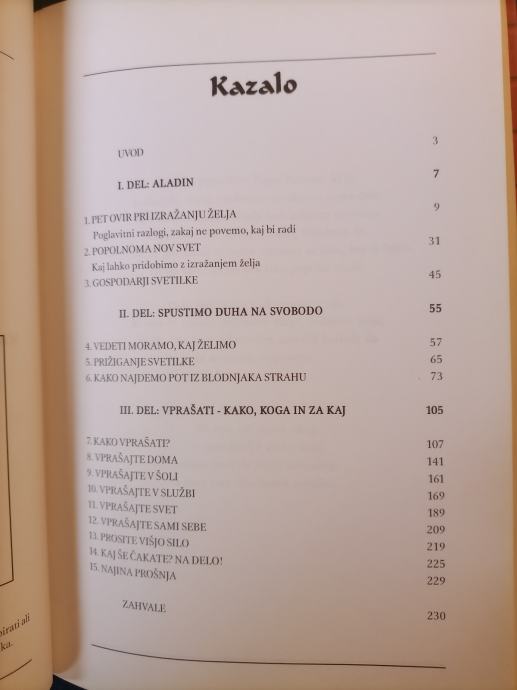 Kazalo
UVOD 3
I. DEL: ALADIN 7
1. PET OVIR PRI IZRAŽANJU ŽELJA 9
Poglavitni razlogi, zakaj ne povemo, kaj bi radi
2. POPOLNOMA NOV SVET 31
Kaj lahko pridobimo z izražanjem želja
3. GOSPODARJI SVETILKE 45
II. DEL: SPUSTIMO DUHA NA SVOBODO 55
4. VEDETI MORAMO, KAJ ŽELIMO 57
5. PRIŽIGANJE SVETILKE 65
6. KAKO NAJDEMO POT IZ BLODNJAKA STRAHU 73
III. DEL: VPRAŠATI - KAKO, KOGA IN ZA KAJ 105
7. KAKO VPRAŠATI? 107
8. VPRAŠAJTE DOMA 141
9. VPRAŠAJTE V ŠOLI 161
10. VPRAŠAJTE V SLUŽBI 169
11. VPRAŠAJTE SVET 189
12. VPRAŠAJTE SAMI SEBE 209
13. PROSITE VIŠJO SILO 219
14. KAJ ŠE ČAKATE? NA DELO! 225
15. NAJINA PROŠNJA 229
ZAHVALE 230
ali